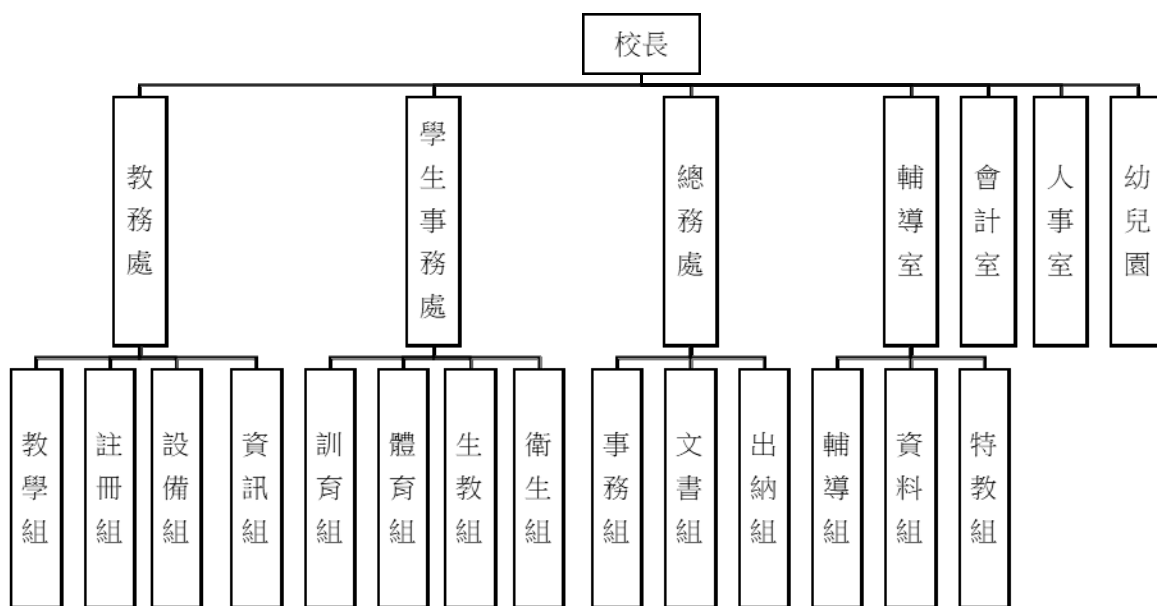 校長
教務處
學生事務處
總務處
輔導室
會計室
人事室
幼兒園
教學組
註冊組
設備組
資訊組
訓育組
體育組
生教組
衛生組
事務組
文書組
出納組
輔導組
資料組
特教組